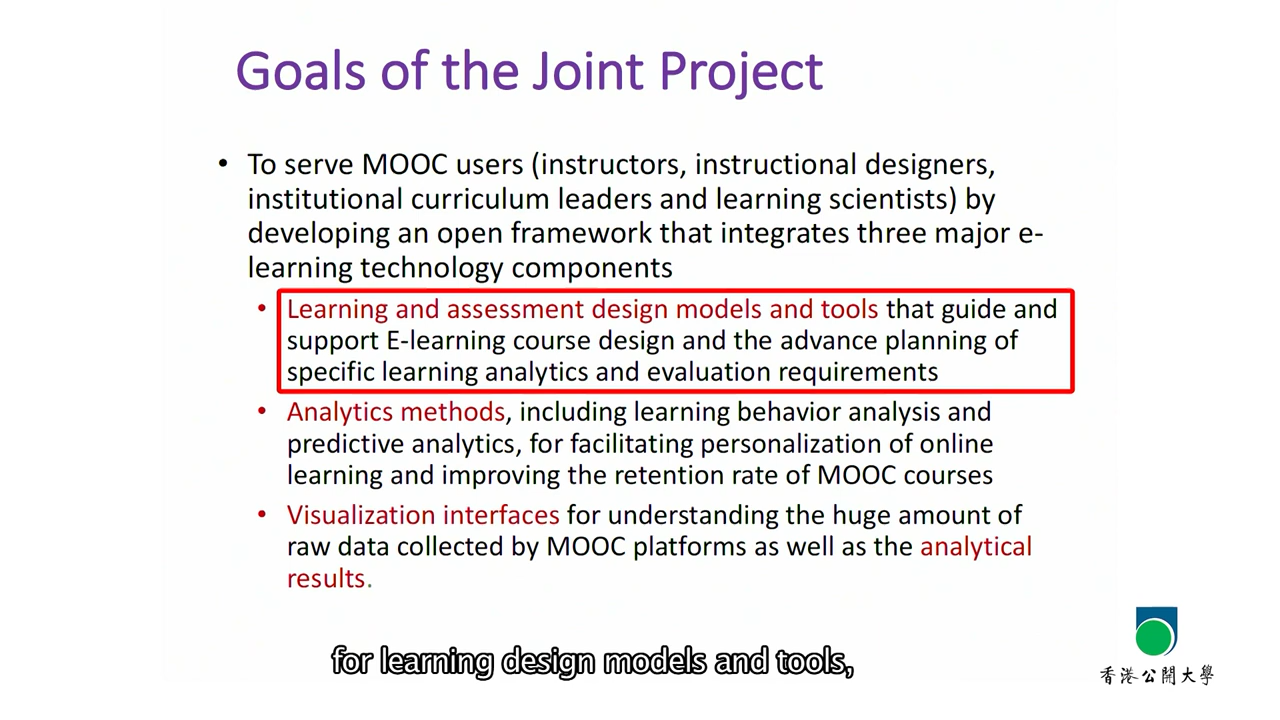 Goals of the Joint Project
• To serve MOOC users (instructors, instructional designers,
institutional curriculum leaders and learning scientists) by
developing an open framework that integrates three major e-
learning technology components
• Learning and assessment design models and tools that guide and
support E-learning course design and the advance planning of
specific learning analytics and evaluation requirements
• Analytics methods, including learning behavior analysis and
predictive analytics, for facilitating personalization of online
learning and improving the retention rate of MOOC courses
• Visualization interfaces for understanding the huge amount of
raw data collected by MOOC platforms as well as the analytical
results.
for learning design models and tools,
香港公開大學